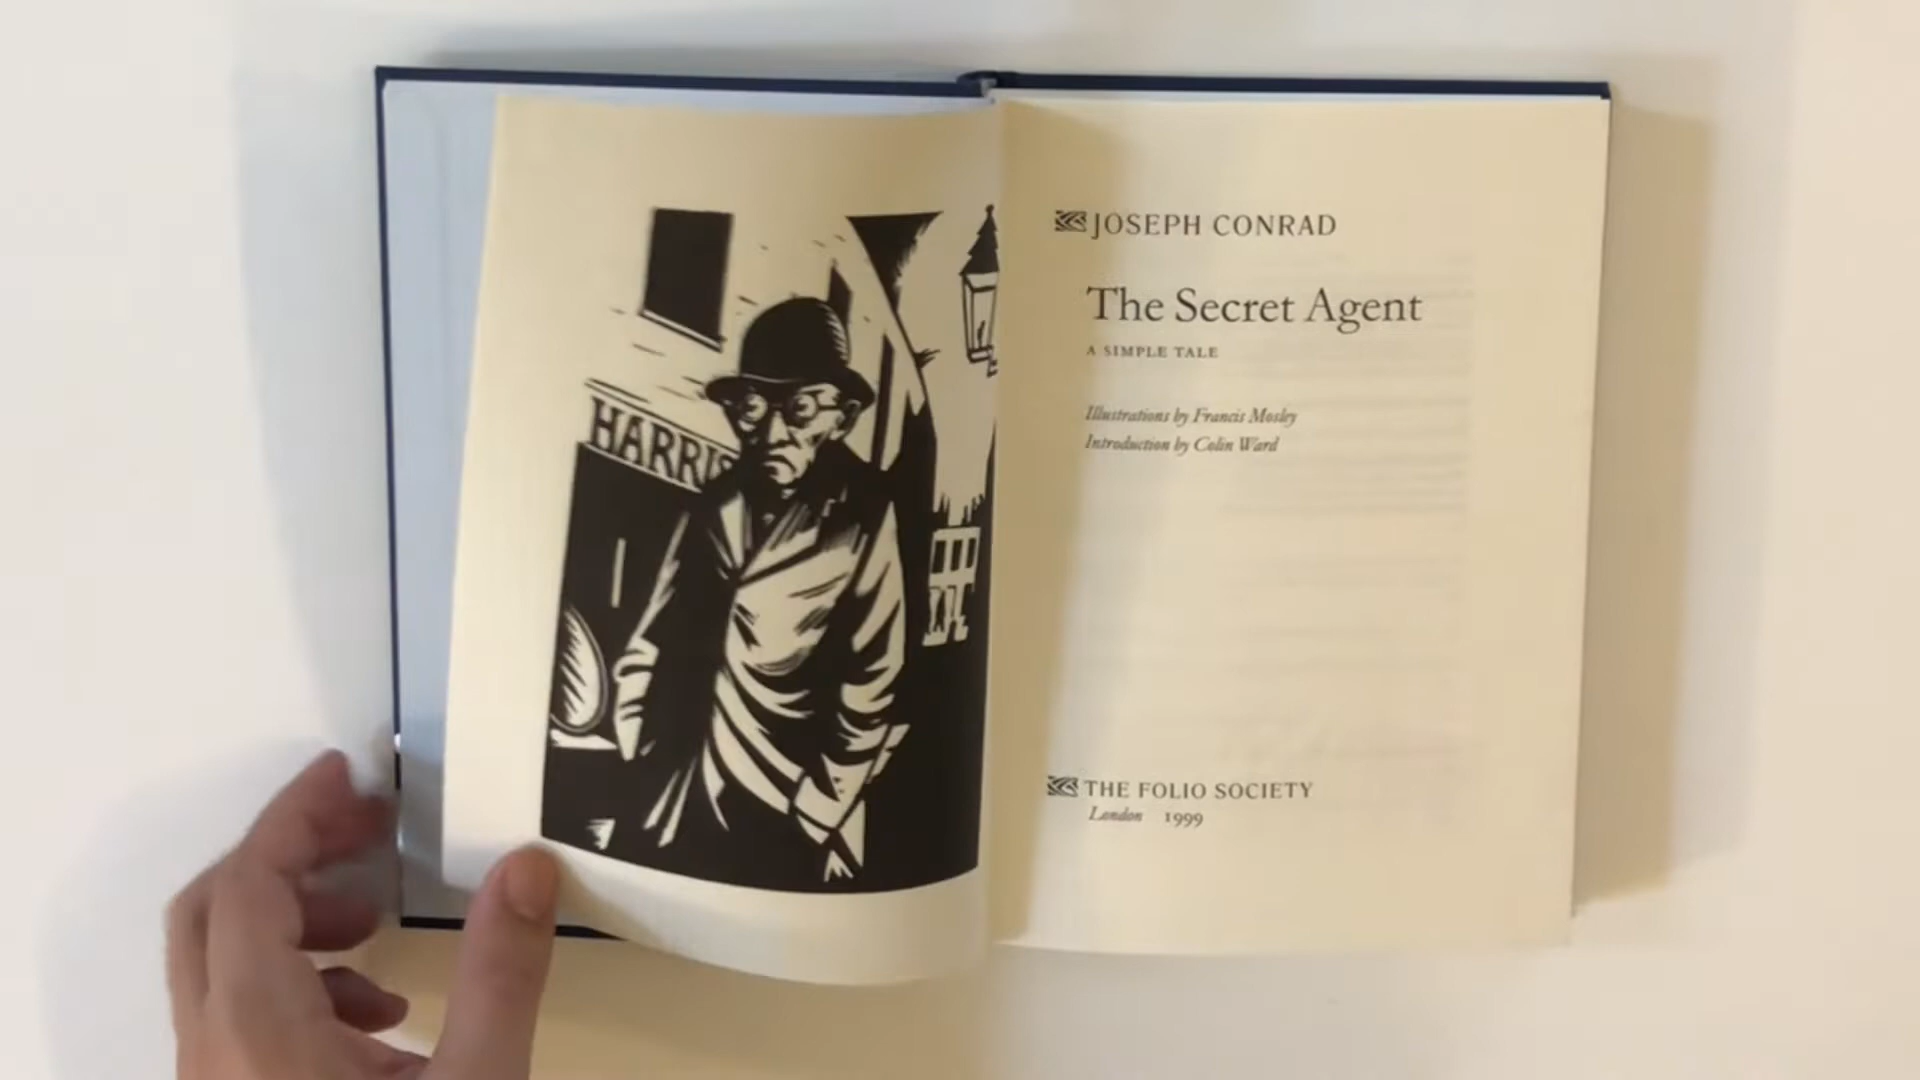 HARRIS
JOSEPH CONRAD
The Secret Agent
A SIMPLE TALE
Illustrations by Francis Mosley
Introduction by Colin Ward
THE FOLIO SOCIETY
London 1999